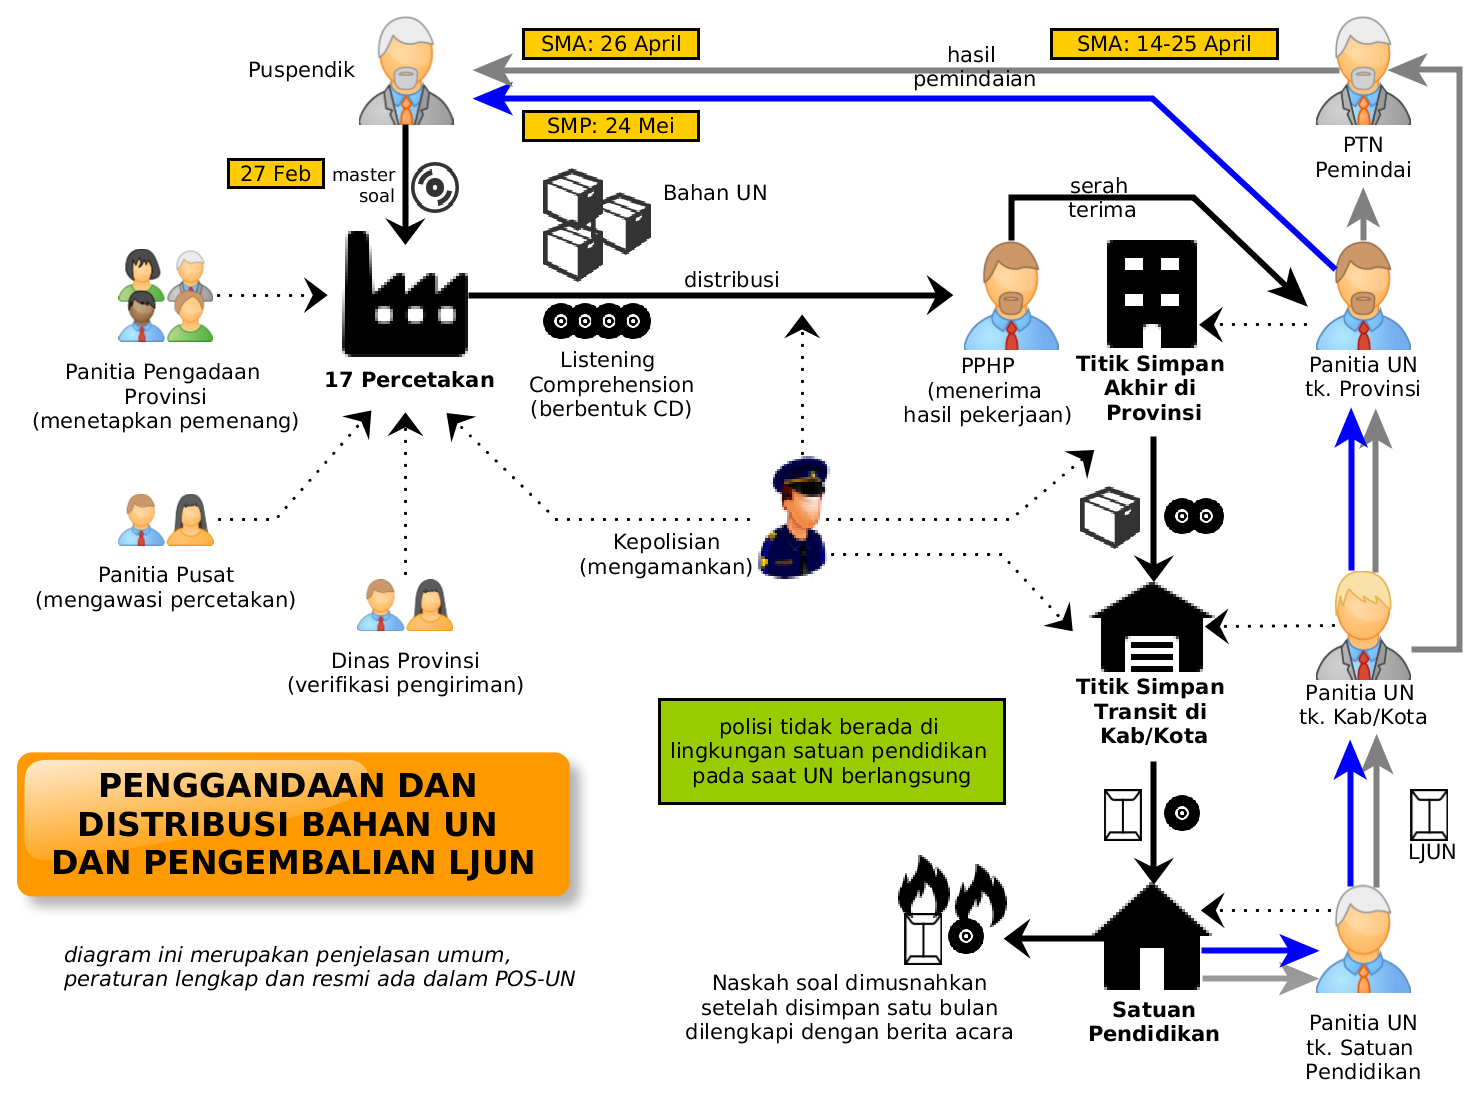 SMA: 26 April
SMA: 14-25 April
hasil
pemindaian
Puspendik
SMP: 24 Mei
PTN
Pemindai
27 Feb
master
soal
Bahan UN
serah
terima
distribusi
Panitia Pengadaan
Provinsi
(menetapkan pemenang)
17 Percetakan
Listening
Comprehension
(berbentuk CD)
PPHP
(menerima
hasil pekerjaan)
Titik Simpan
Akhir di
Provinsi
Panitia UN
tk. Provinsi
Panitia Pusat
(mengawasi percetakan)
Kepolisian
(mengamankan)
Dinas Provinsi
(verifikasi pengiriman)
Titik Simpan
Transit di
Kab/Kota
Panitia UN
tk. Kab/Kota
polisi tidak berada di
lingkungan satuan pendidikan
pada saat UN berlangsung
PENGGANDAAN DAN
DISTRIBUSI BAHAN UN
DAN PENGEMBALIAN LJUN
LJUN
diagram ini merupakan penjelasan umum,
peraturan lengkap dan resmi ada dalam POS-UN
Naskah soal dimusnahkan
setelah disimpan satu bulan
dilengkapi dengan berita acara
Satuan
Pendidikan
Panitia UN
tk. Satuan
Pendidikan